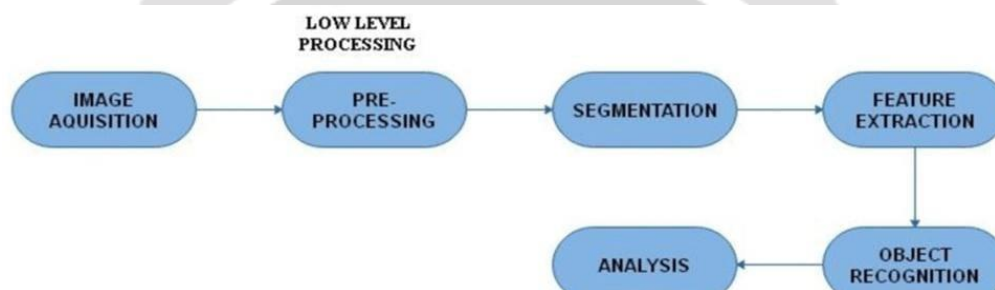 LOW LEVEL
PROCESSING
IMAGE
AQUISITION
PRE-
PROCESSING
SEGMENTATION
FEATURE
EXTRACTION
OBJECT
RECOGNITION
ANALYSIS